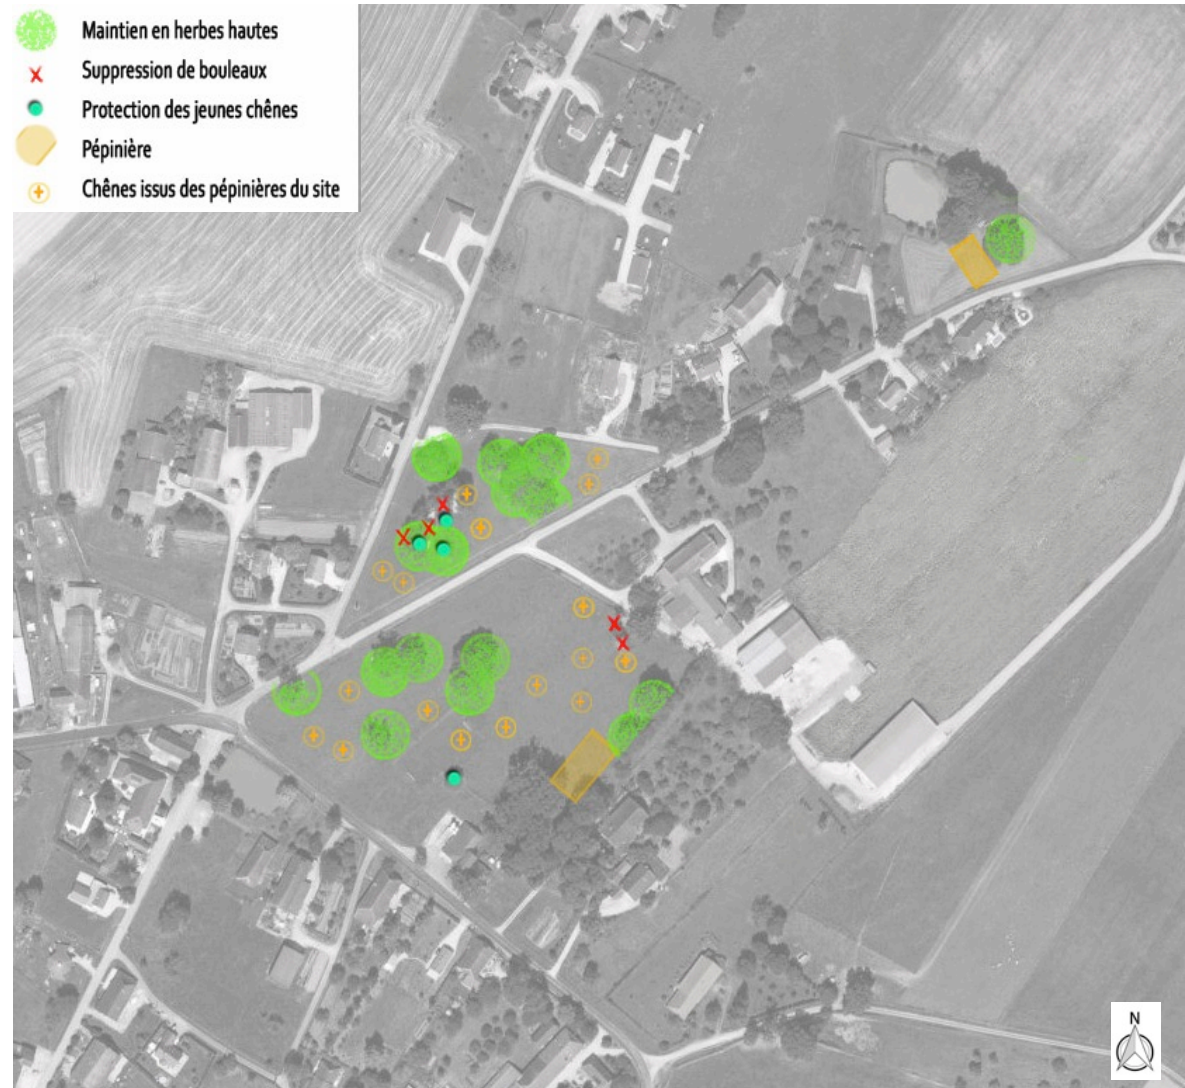 Maintien en herbes hautes
Suppression de bouleaux
Protection des jeunes chênes
Pépinière
Chênes issus des pépinières du site
N